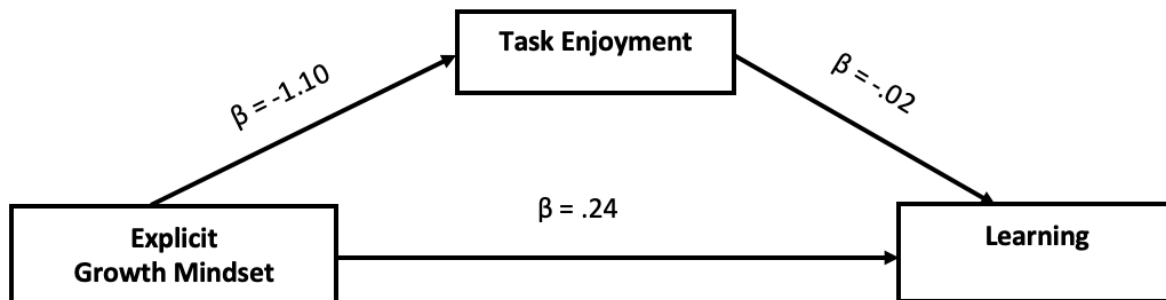 Task Enjoyment
β = -1.10
β = -.02
β = .24
Explicit
Growth Mindset
Learning